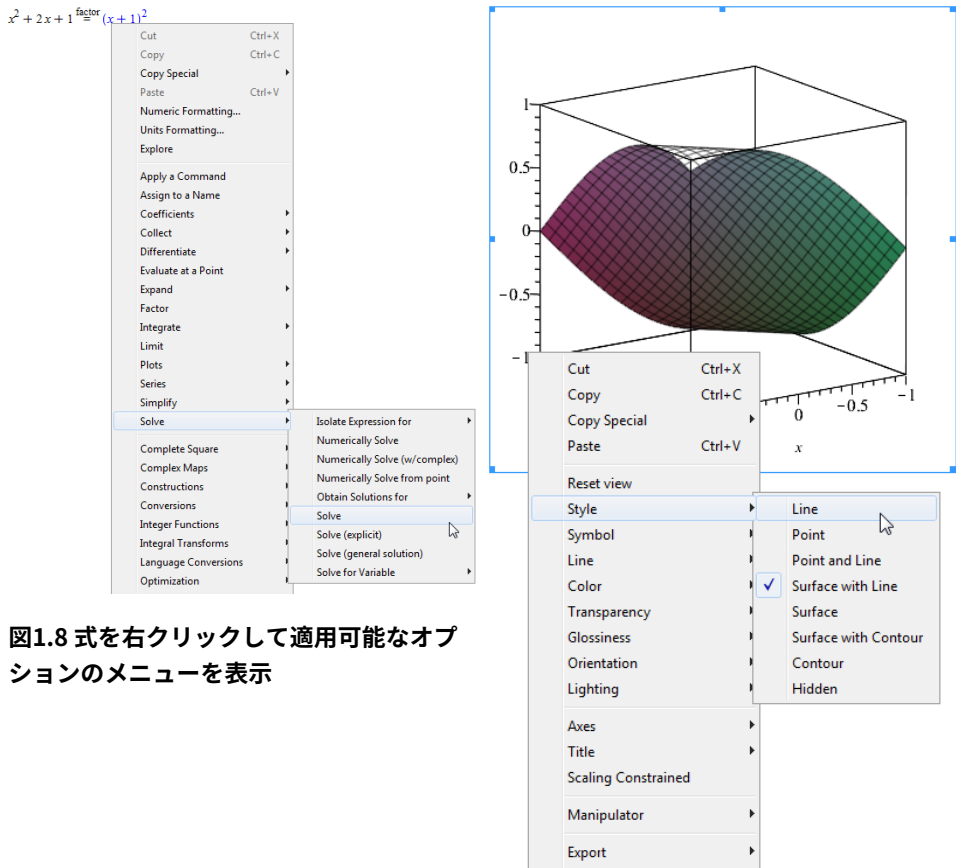 x² + 2x + 1 factor= (x + 1)²
Cut Ctrl+X
Copy Ctrl+C
Copy Special
Paste Ctrl+V
Numeric Formatting...
Units Formatting...
Explore
Apply a Command
Assign to a Name
Coefficients
Collect
Differentiate
Evaluate at a Point
Expand
Factor
Integrate
Limit
Plots
Series
Simplify
Solve
Complete Square
Complex Maps
Constructions
Conversions
Integer Functions
Integral Transforms
Language Conversions
Optimization
Isolate Expression for
Numerically Solve
Numerically Solve (w/complex)
Numerically Solve from point
Obtain Solutions for
Solve
Solve (explicit)
Solve (general solution)
Solve for Variable
図1.8 式を右クリックして適用可能なオプ
ションのメニューを表示
1
0.5
0
-0.5
-1
0
-0.5
-1
x
Cut Ctrl+X
Copy Ctrl+C
Copy Special
Paste Ctrl+V
Reset view
Style
Symbol
Line
Color
Transparency
Glossiness
Orientation
Lighting
Axes
Title
Scaling Constrained
Manipulator
Export
Line
Point
Point and Line
Surface with Line
Surface
Surface with Contour
Contour
Hidden